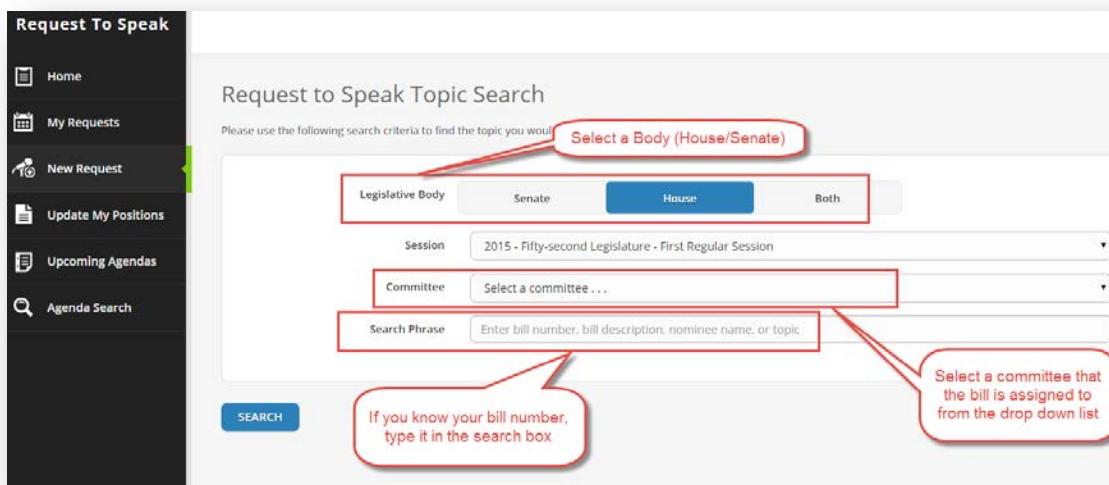 Request To Speak
Home
My Requests
New Request
Update My Positions
Upcoming Agendas
Agenda Search
Request to Speak Topic Search
Please use the following search criteria to find the topic you woul
Select a Body (House/Senate)
Legislative Body
Senate
House
Both
Session
2015 - Fifty-second Legislature - First Regular Session
Committee
Select a committee . . .
Search Phrase
Enter bill number, bill description, nominee name, or topic
SEARCH
If you know your bill number,
type it in the search box
Select a committee that
the bill is assigned to
from the drop down list